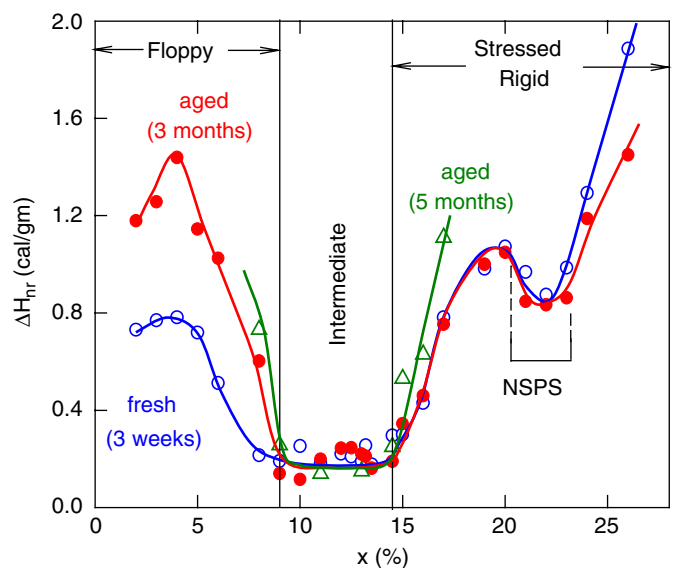 2.0
1.6
1.2
0.8
0.4
0.0
ΔHnr (cal/gm)
Floppy
Stressed
Rigid
aged
(3 months)
aged
(5 months)
Intermediate
fresh
(3 weeks)
NSPS
0 5 10 15 20 25
x (%)